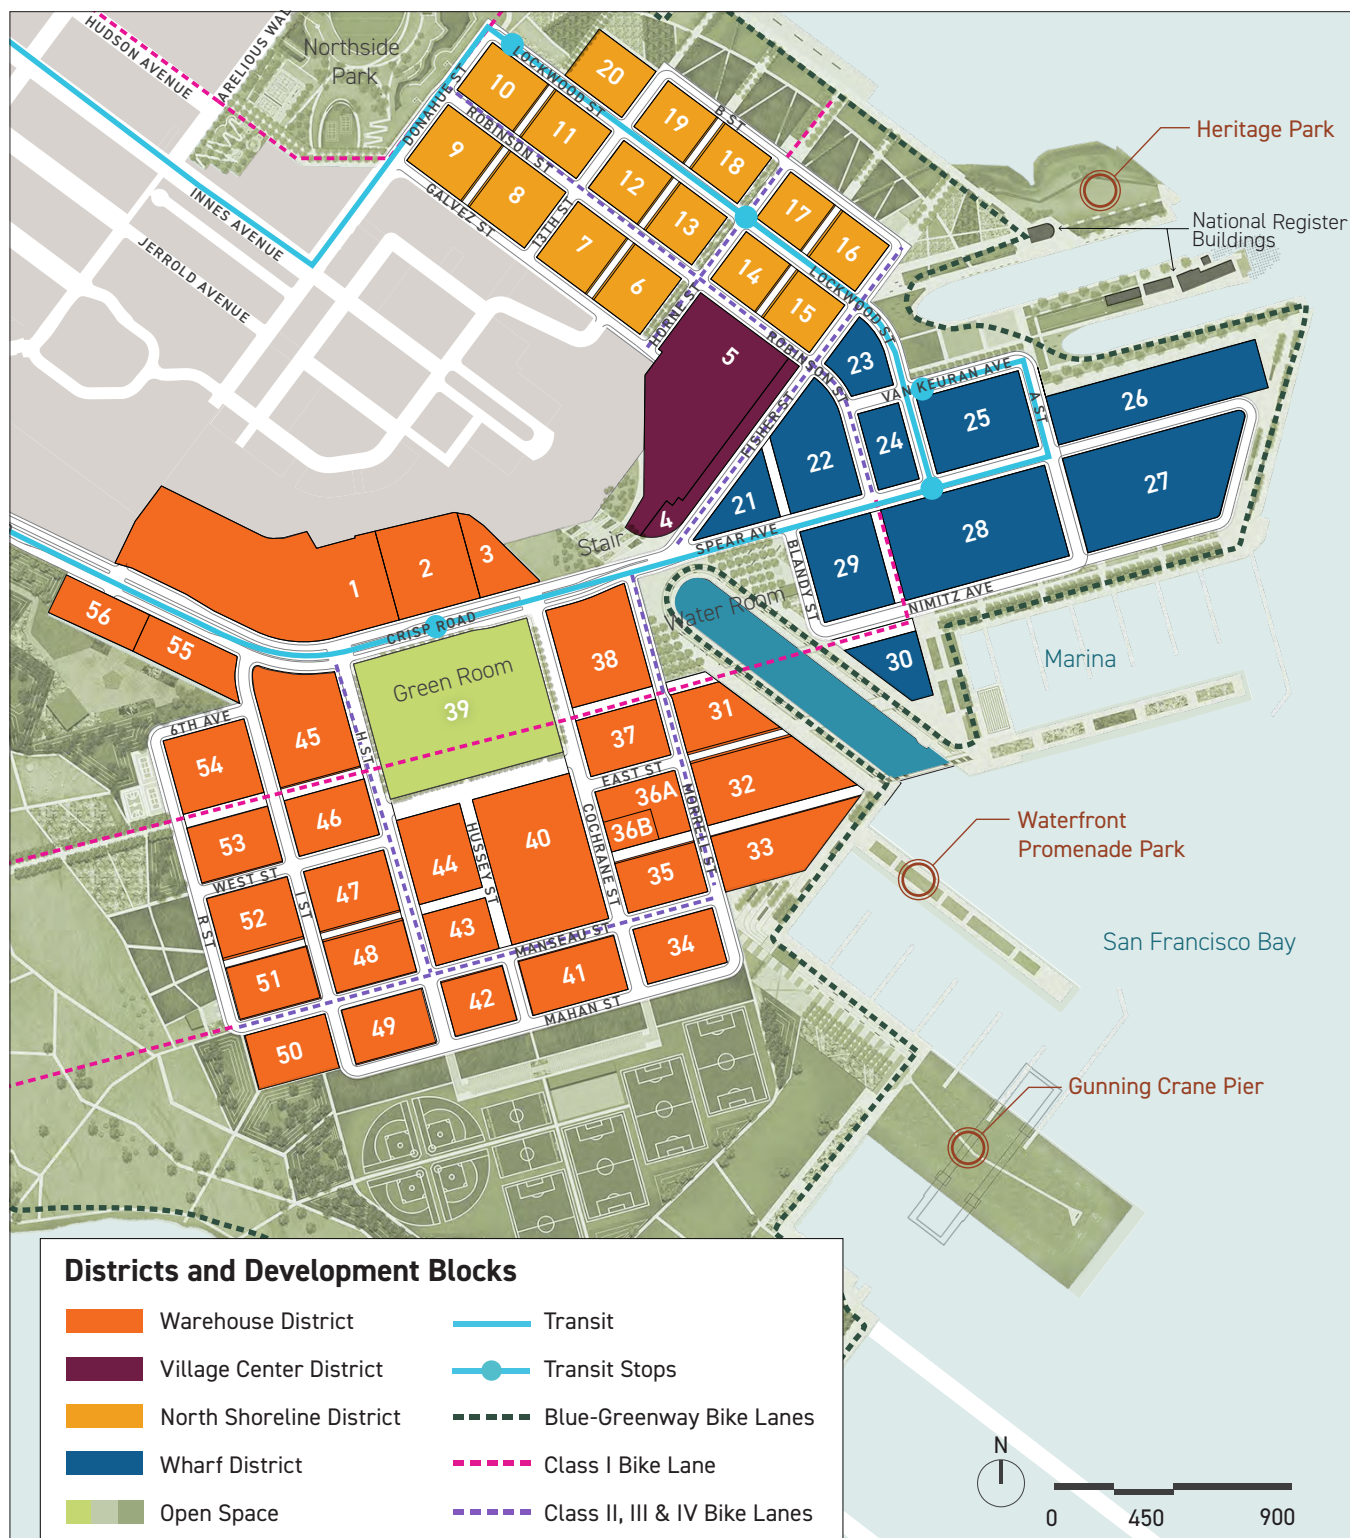 HUDSON AVENUE
Northside
Park
DONAHUE ST
LOCKWOOD ST
20
10
ROBINSON ST
11
19
B ST
18
9
8
GALVEZ ST
13TH ST
12
13
17
16
7
6
14
15
LOCKWOOD ST
HORNE ST
ROBINSON ST
INNES AVENUE
JERROLD AVENUE
Heritage Park
National Register
Buildings
5
23
VAN KEURAN AVE
A ST
26
25
24
22
FISHER ST
21
27
4
28
SPEAR AVE
BLANDY ST
29
NIMITZ AVE
30
Stair
Water Room
Marina
1
2
3
CRISP ROAD
56
55
6TH AVE
45
H ST
Green Room
39
38
37
31
54
EAST ST
36A
36B
32
MORRELL ST
53
46
HUSSEY ST
40
COCHRANE ST
33
44
35
WEST ST
47
52
I ST
R ST
43
MANSEAU ST
48
51
34
41
42
MAHAN ST
49
50
Waterfront
Promenade Park
San Francisco Bay
Gunning Crane Pier
Districts and Development Blocks
Warehouse District
Village Center District
North Shoreline District
Wharf District
Open Space
Transit
Transit Stops
Blue-Greenway Bike Lanes
Class I Bike Lane
Class II, III & IV Bike Lanes
N
0 450 900